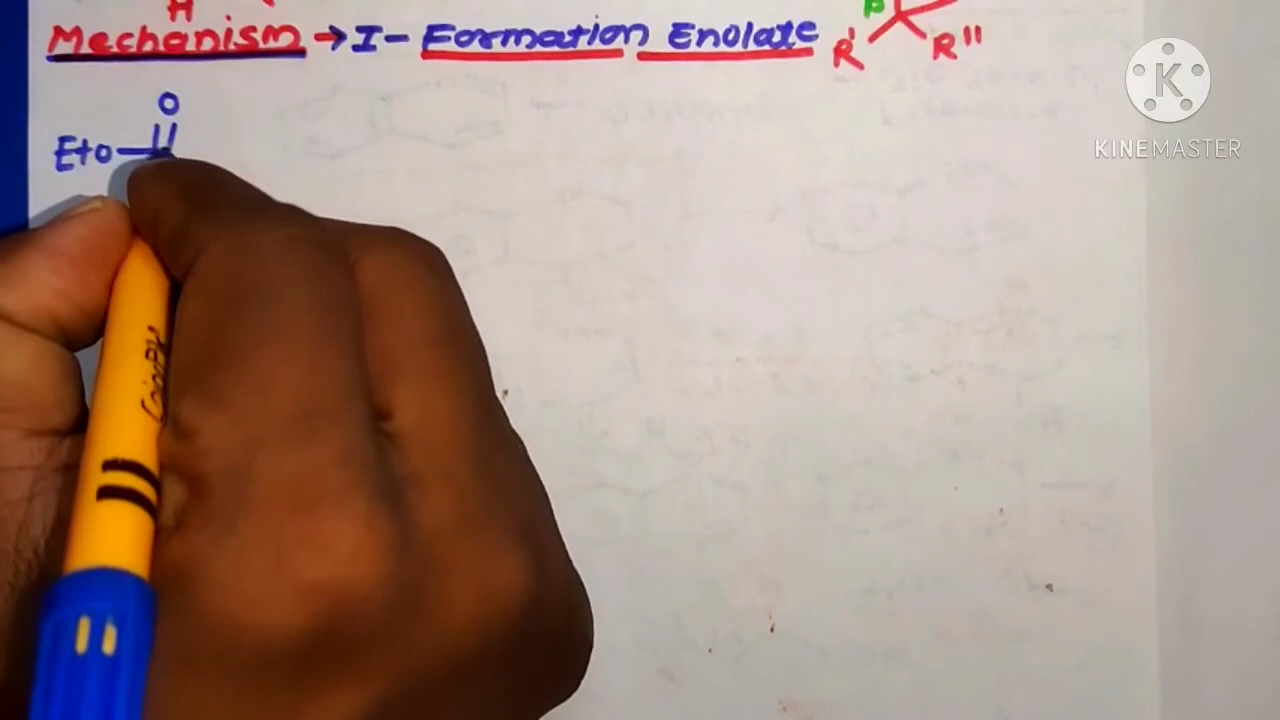 H
Mechanism → I - Formation Enolate
β
R' R"
O
EtO
K
KINEMASTER